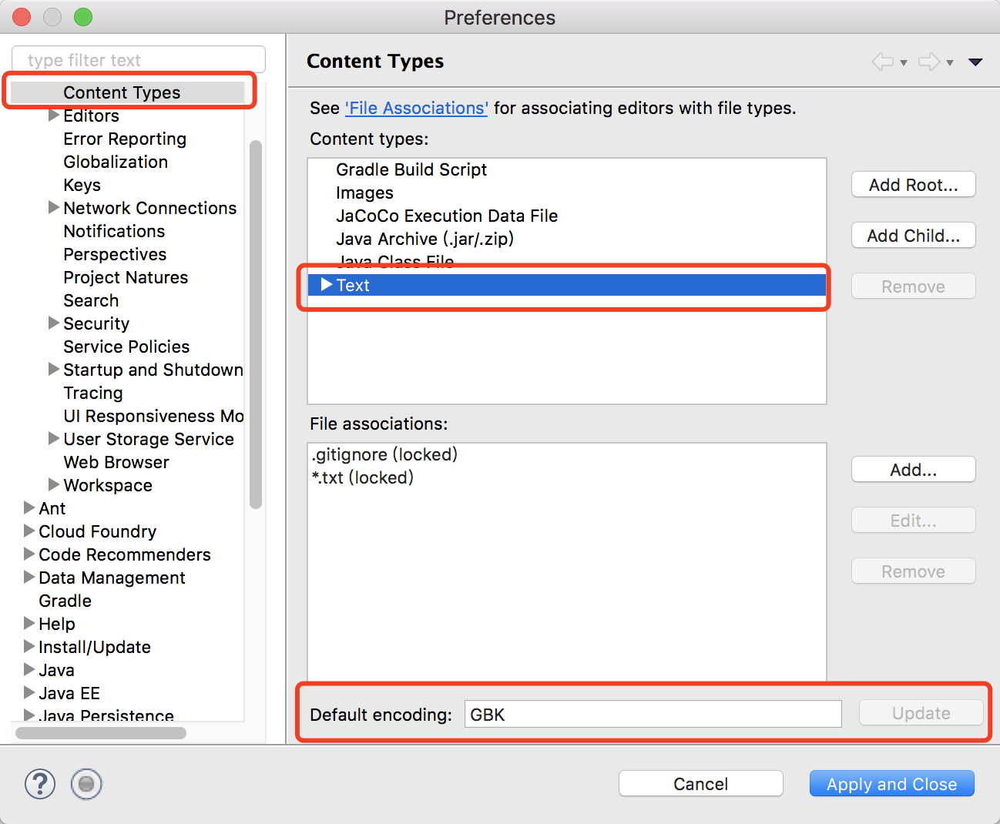 Preferences
type filter text
Content Types
Editors
Error Reporting
Globalization
Keys
Network Connections
Notifications
Perspectives
Project Natures
Search
Security
Service Policies
Startup and Shutdown
Tracing
UI Responsiveness Mo
User Storage Service
Web Browser
Workspace
Ant
Cloud Foundry
Code Recommenders
Data Management
Gradle
Help
Install/Update
Java
Java EE
Java Persistence
Content Types
See 'File Associations' for associating editors with file types.
Content types:
Gradle Build Script
Images
JaCoCo Execution Data File
Java Archive (.jar/.zip)
Java Class File
Text
Add Root...
Add Child...
Remove
File associations:
.gitignore (locked)
*.txt (locked)
Add...
Edit...
Remove
Default encoding: GBK Update
? Cancel Apply and Close